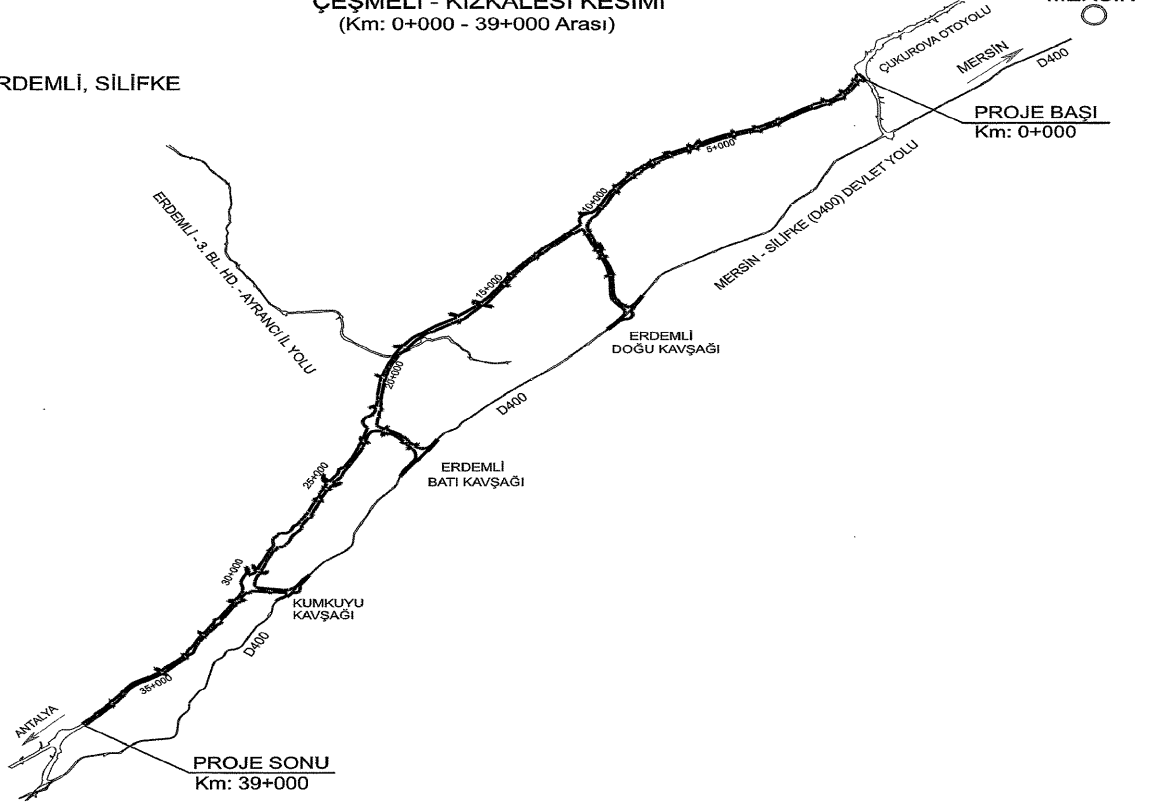 ÇEŞMELİ - KIZKALESİ KESİMİ
(Km: 0+000 - 39+000 Arası)
MERSİN
RDEMLİ, SİLİFKE
ÇUKUROVA OTOYOLU
MERSİN
D400
PROJE BAŞI
Km: 0+000
5+000
MERSİN - SİLİFKE (D400) DEVLET YOLU
10+000
ERDEMLİ - 3. BL. HD. - AYRANCI İL YOLU
15+000
ERDEMLİ
DOĞU KAVŞAĞI
20+000
D400
ERDEMLİ
BATI KAVŞAĞI
25+000
30+000
KUMKUYU
KAVŞAĞI
D400
35+000
ANTALYA
PROJE SONU
Km: 39+000